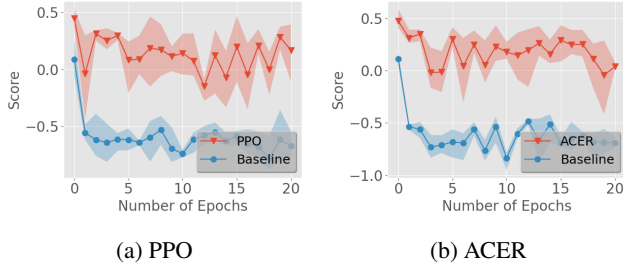 0.5
0.0
−0.5
Score
PPO
Baseline
0 5 10 15 20
Number of Epochs
(a) PPO
0.5
0.0
−0.5
−1.0
Score
ACER
Baseline
0 5 10 15 20
Number of Epochs
(b) ACER